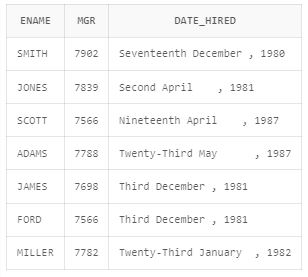 ENAME MGR DATE_HIRED
SMITH 7902 Seventeenth December , 1980
JONES 7839 Second April , 1981
SCOTT 7566 Nineteenth April , 1987
ADAMS 7788 Twenty-Third May , 1987
JAMES 7698 Third December , 1981
FORD 7566 Third December , 1981
MILLER 7782 Twenty-Third January , 1982